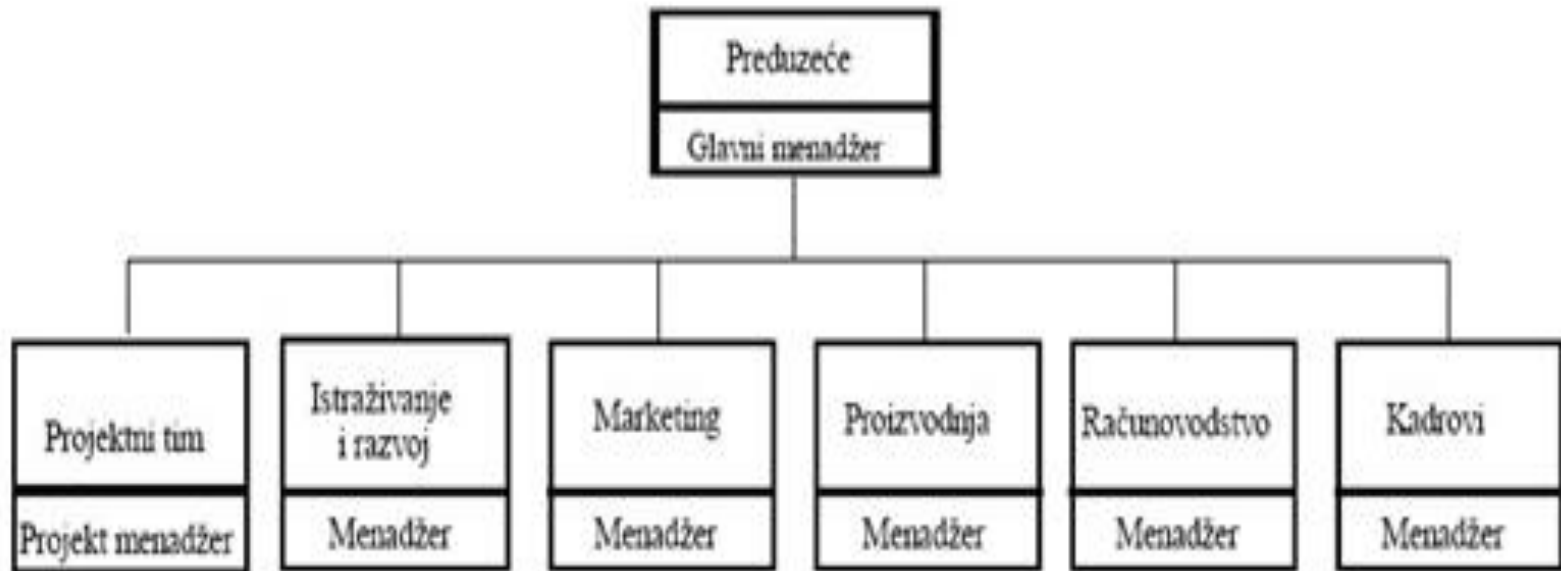 Preduzeće
Glavni menadžer
Projektni tim
Projekt menadžer
Istraživanje
i razvoj
Menadžer
Marketing
Menadžer
Proizvodnja
Menadžer
Računovodstvo
Menadžer
Kadrovi
Menadžer